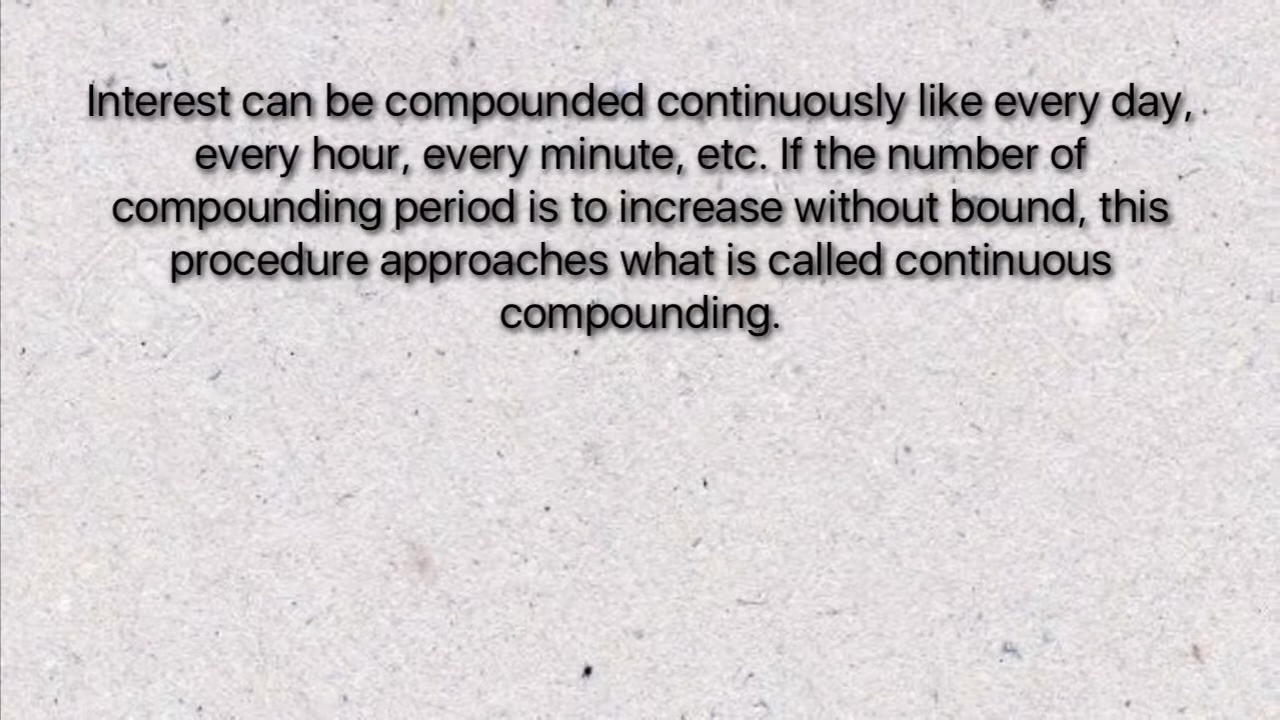 Interest can be compounded continuously like every day,
every hour, every minute, etc. If the number of
compounding period is to increase without bound, this
procedure approaches what is called continuous
compounding.